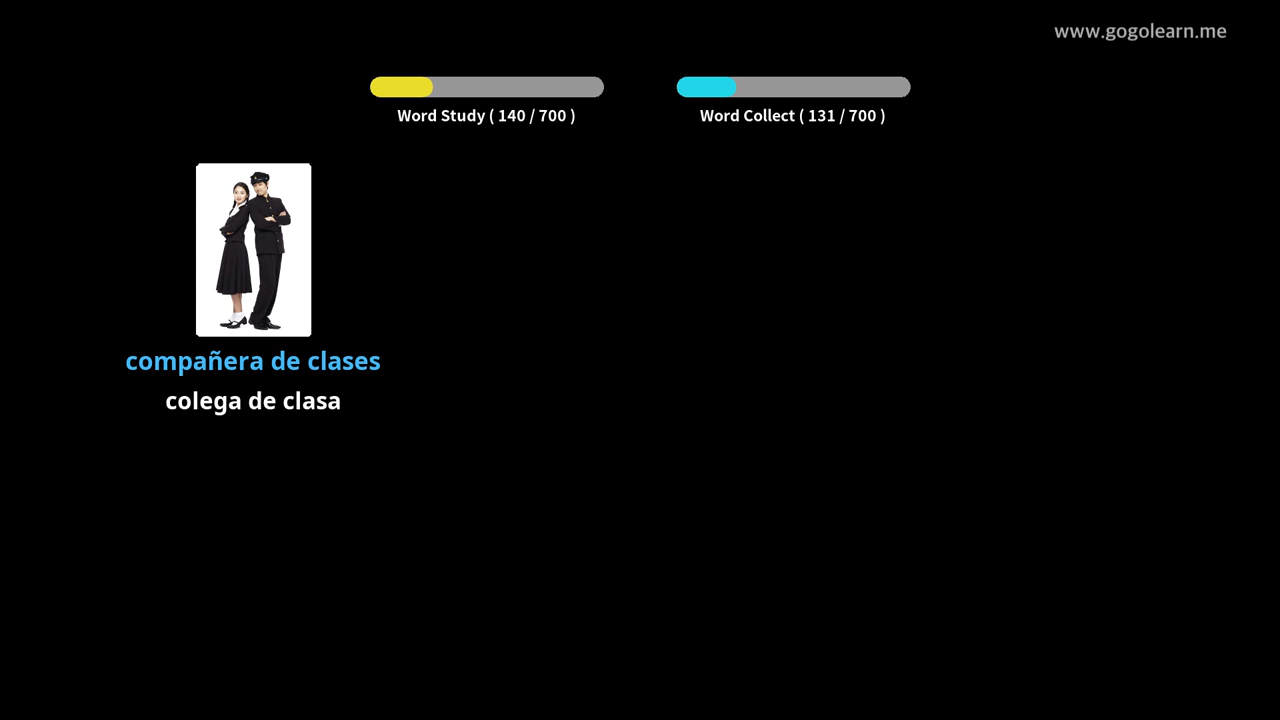 www.gogolearn.me
Word Study ( 140 / 700 )
Word Collect ( 131 / 700 )
compañera de clases
colega de clasa